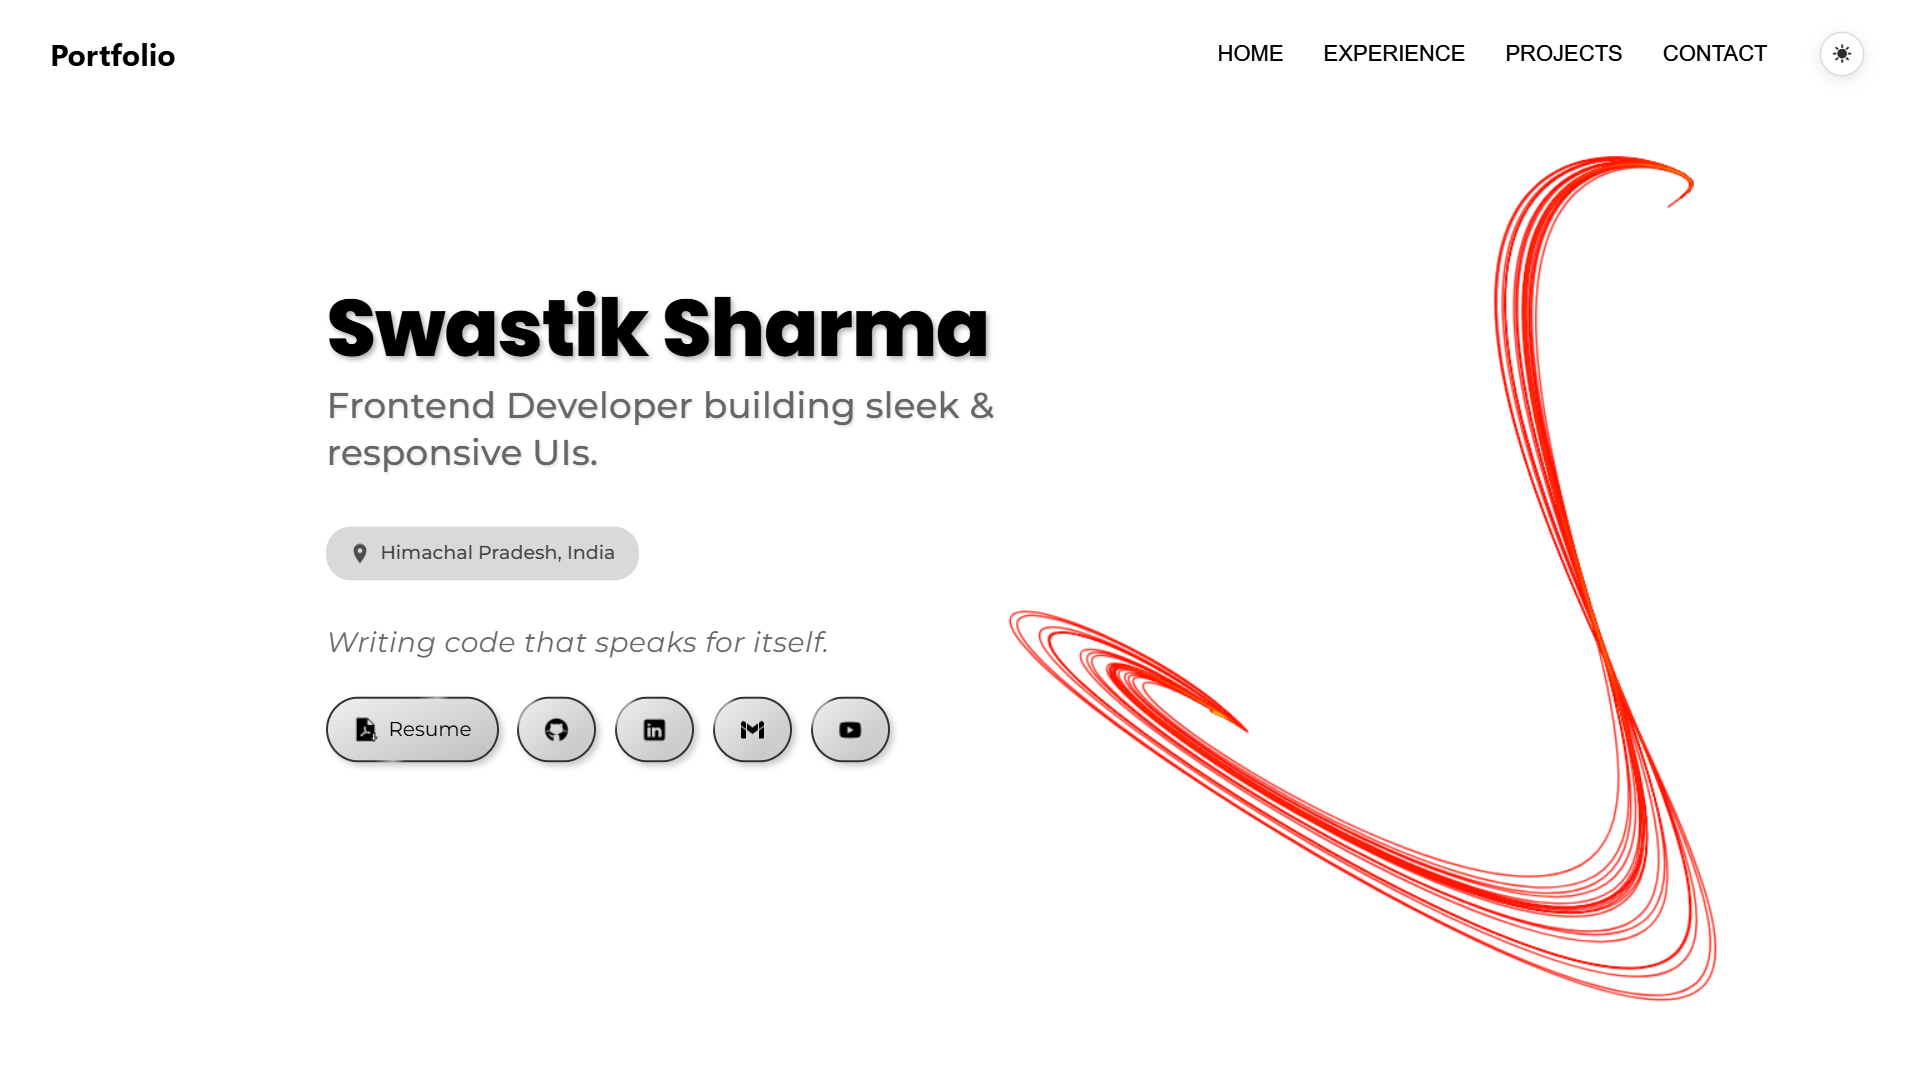 Portfolio
HOME EXPERIENCE PROJECTS CONTACT
Swastik Sharma
Frontend Developer building sleek &
responsive UIs.
Himachal Pradesh, India
Writing code that speaks for itself.
Resume